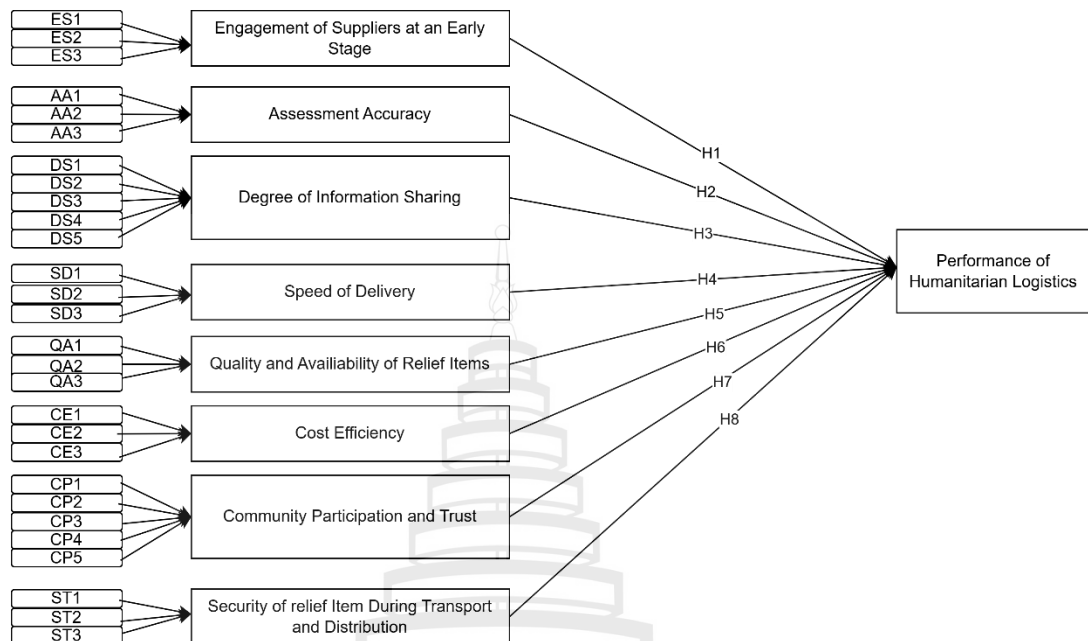 ES1
ES2
ES3
Engagement of Suppliers at an Early
Stage
AA1
AA2
AA3
Assessment Accuracy
DS1
DS2
DS3
DS4
DS5
Degree of Information Sharing
SD1
SD2
SD3
Speed of Delivery
QA1
QA2
QA3
Quality and Availiability of Relief Items
CE1
CE2
CE3
Cost Efficiency
CP1
CP2
CP3
CP4
CP5
Community Participation and Trust
ST1
ST2
ST3
Security of relief Item During Transport
and Distribution
H1
H2
H3
H4
H5
H6
H7
H8
Performance of
Humanitarian Logistics